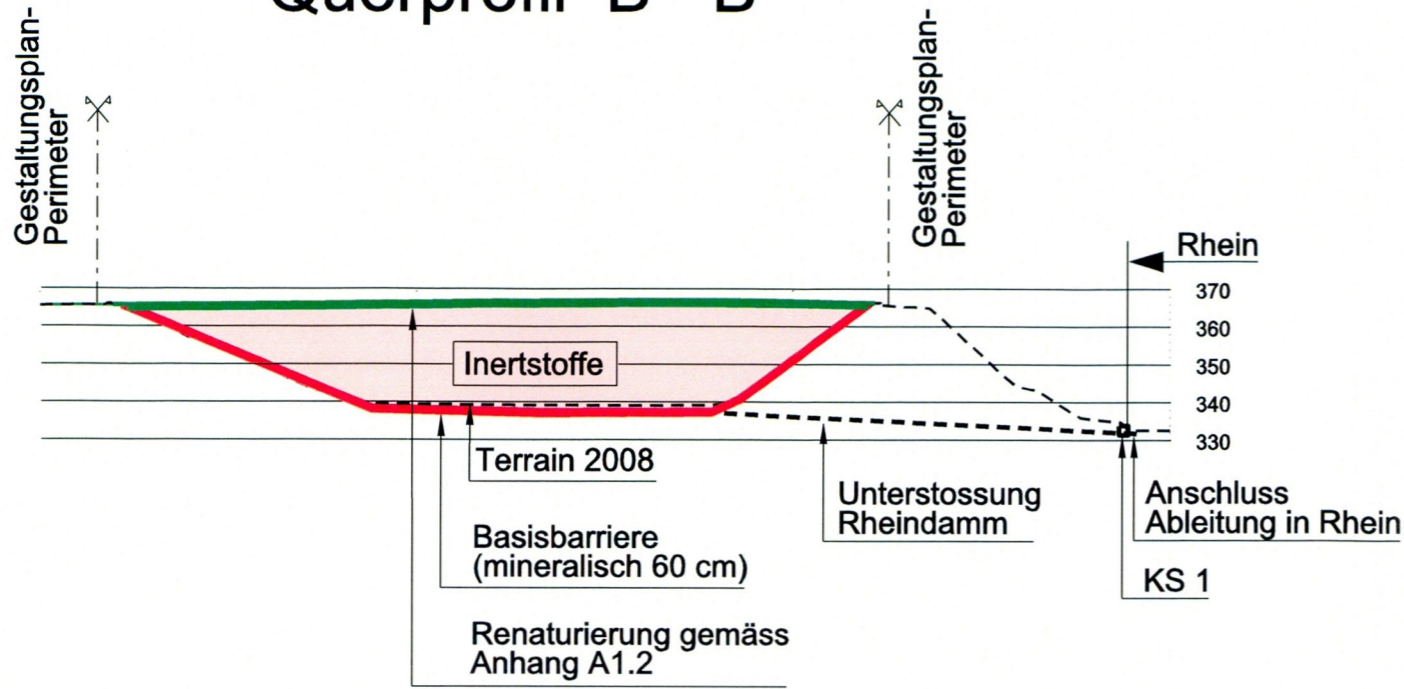 Querprofil B - B
Gestaltungsplan-
Perimeter
Gestaltungsplan-
Perimeter
Rhein
370
360
350
340
330
Inertstoffe
Terrain 2008
Basisbarriere
(mineralisch 60 cm)
Renaturierung gemäss
Anhang A1.2
Unterstossung
Rheindamm
Anschluss
Ableitung in Rhein
KS 1